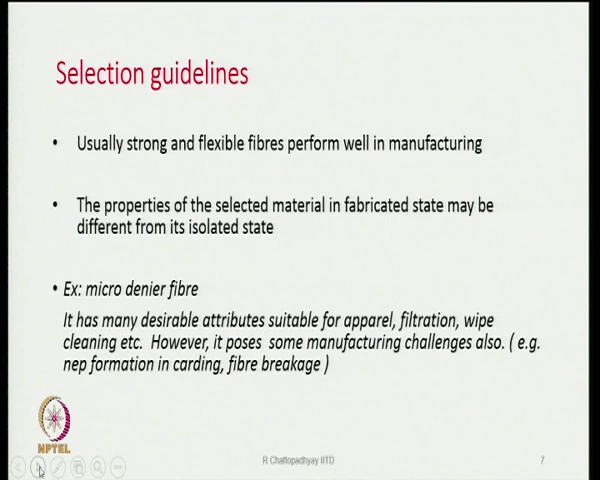 Selection guidelines
• Usually strong and flexible fibres perform well in manufacturing
• The properties of the selected material in fabricated state may be
different from its isolated state
• Ex: micro denier fibre
It has many desirable attributes suitable for apparel, filtration, wipe
cleaning etc. However, it poses some manufacturing challenges also. ( e.g.
nep formation in carding, fibre breakage )
NPTEL
R Chattopadhyay IITD
7